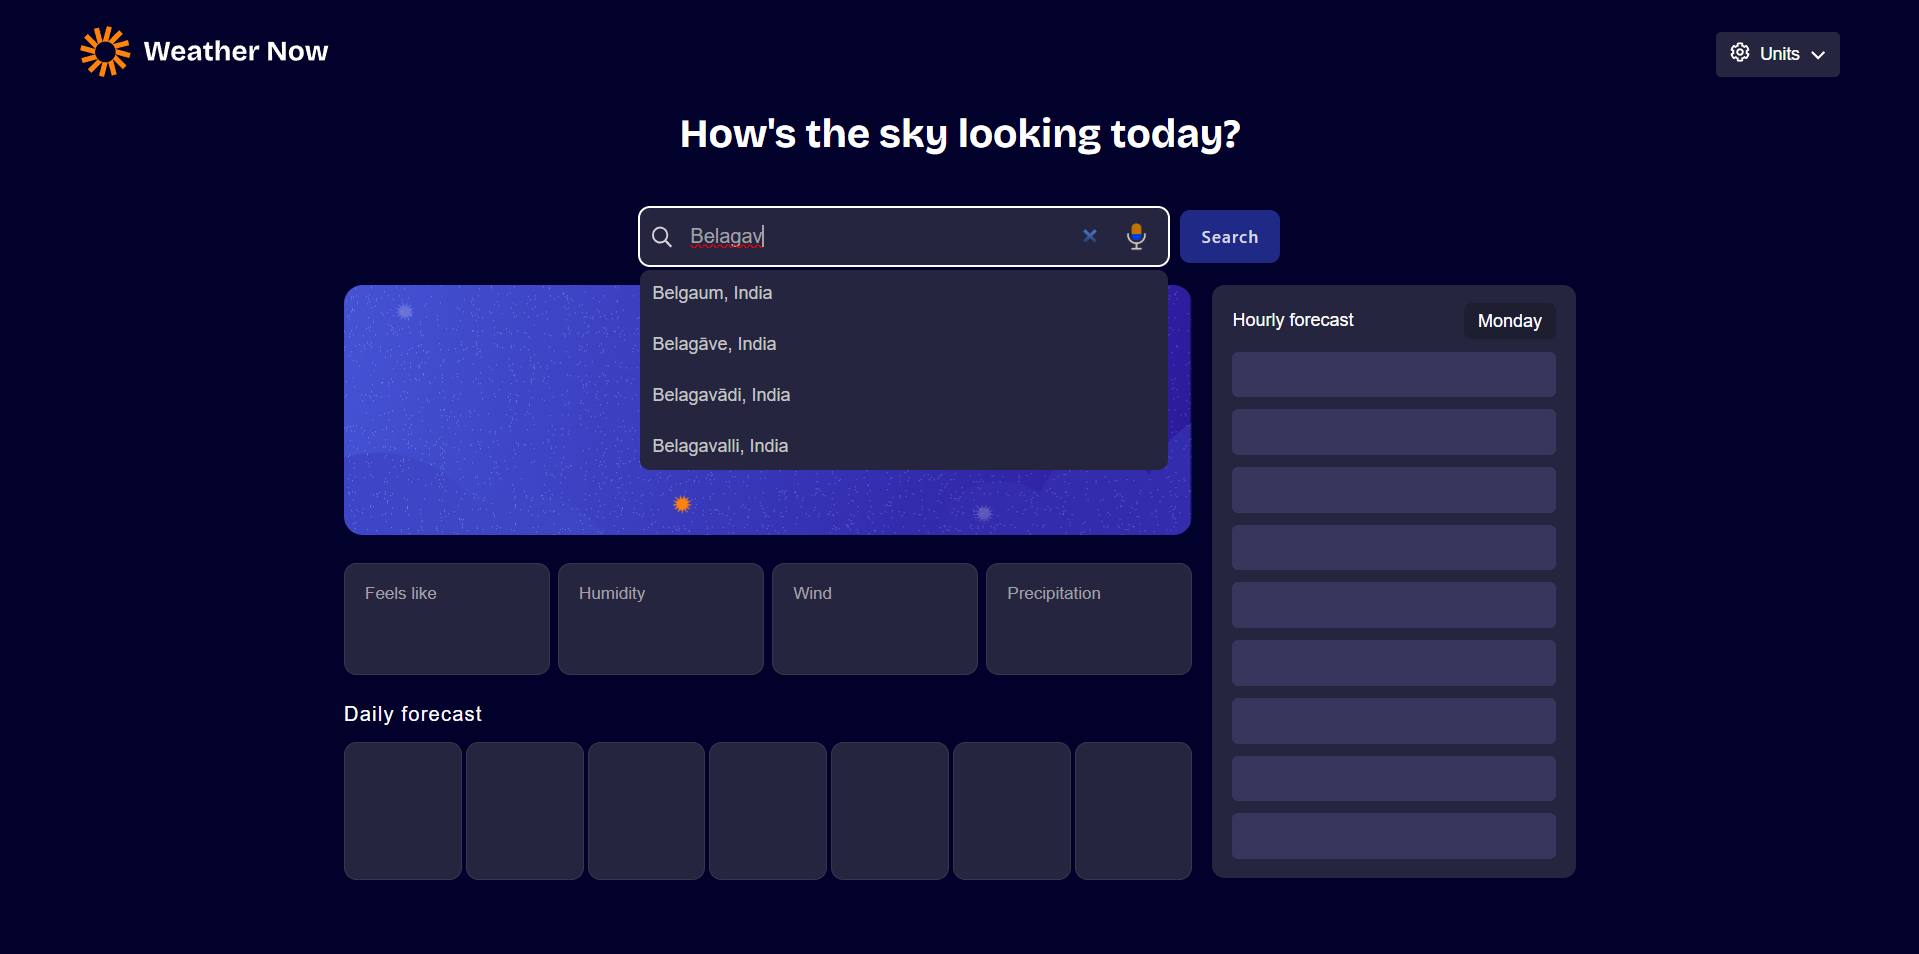 Weather Now
Units
How's the sky looking today?
Belagav
Search
Belgaum, India
Belagāve, India
Belagavādi, India
Belagavalli, India
Hourly forecast
Monday
Feels like
Humidity
Wind
Precipitation
Daily forecast